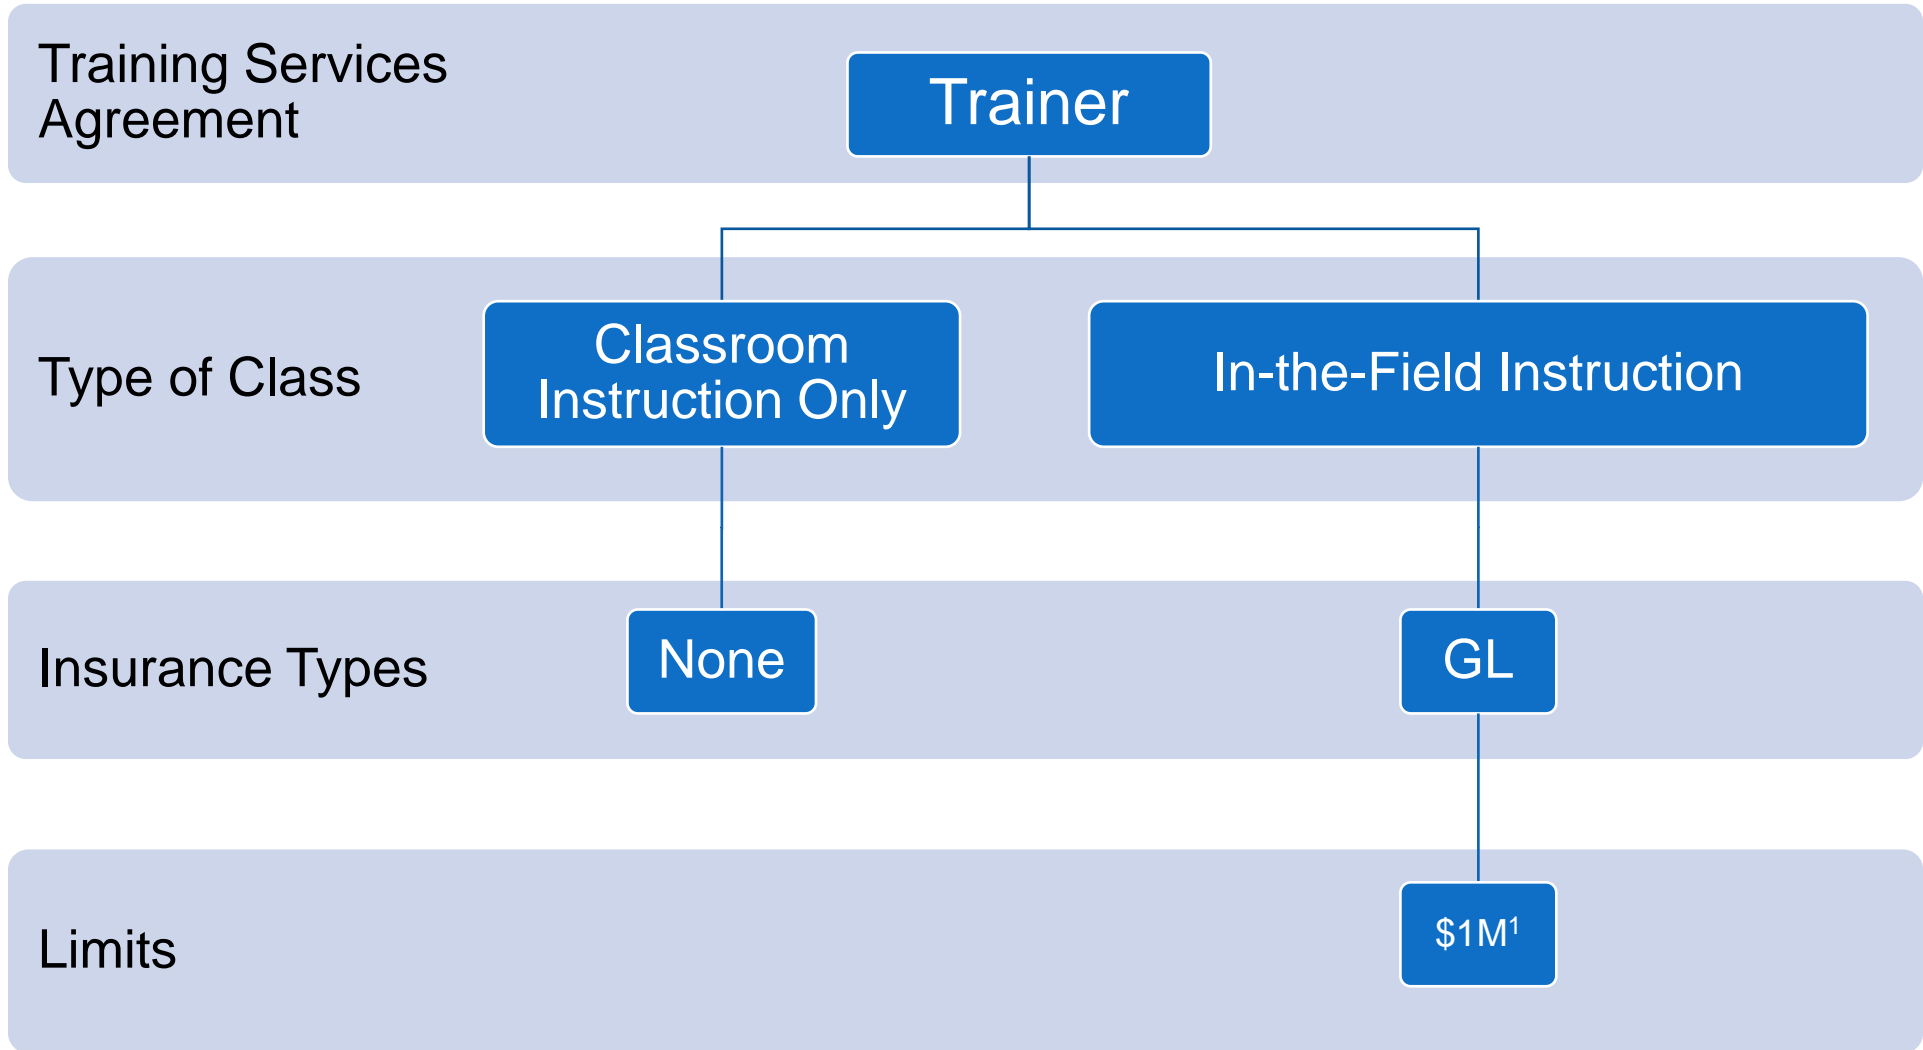 Training Services
Agreement
Trainer
Type of Class
Classroom
Instruction Only
In-the-Field Instruction
Insurance Types
None
GL
Limits
$1M¹